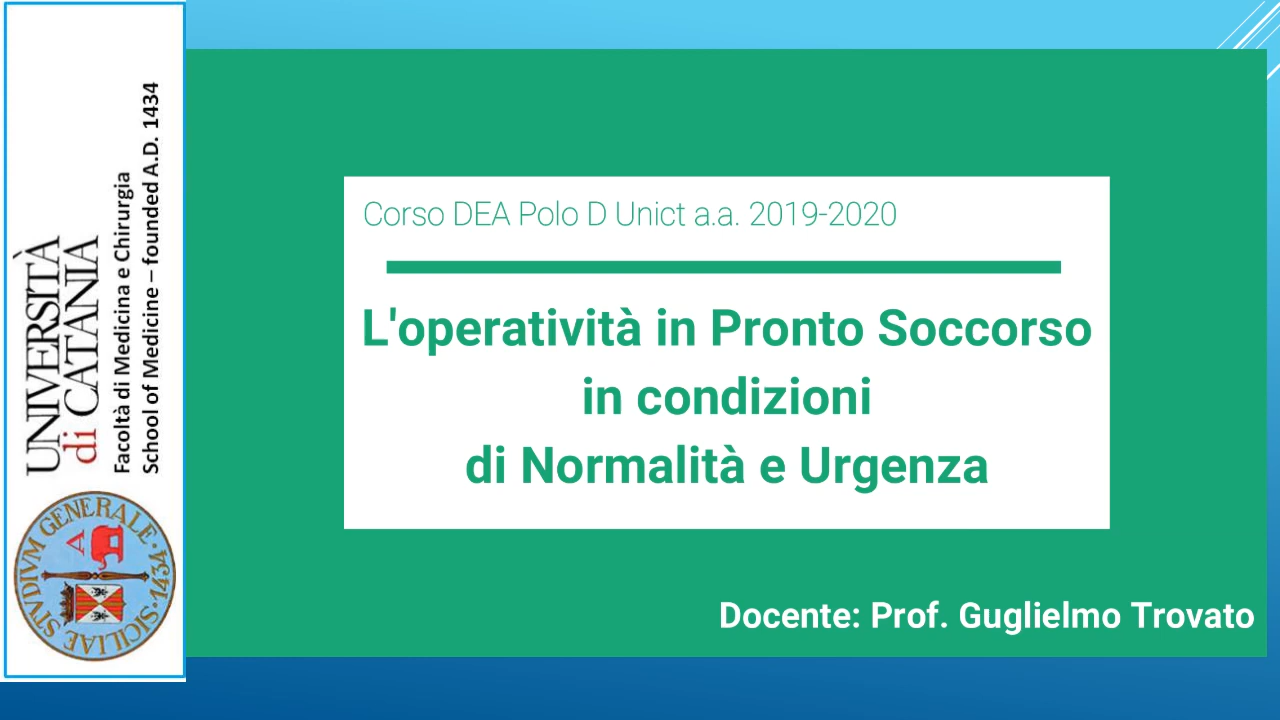 UNIVERSITÀ
di CATANIA
Facoltà di Medicina e Chirurgia
School of Medicine – founded A.D. 1434
SICILIAE STVDIVM GENERALE · 1434
A
Corso DEA Polo D Unict a.a. 2019-2020
L'operatività in Pronto Soccorso
in condizioni
di Normalità e Urgenza
Docente: Prof. Guglielmo Trovato